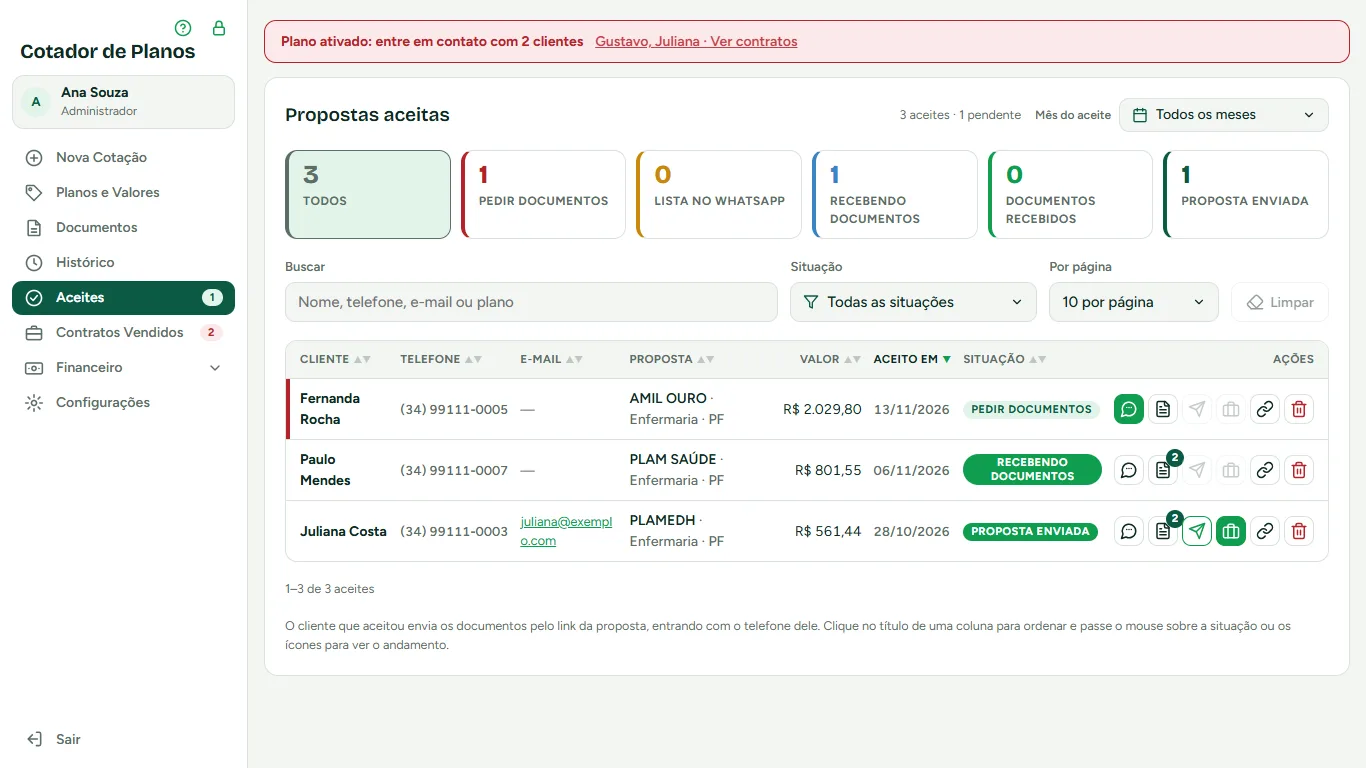 Cotador de Planos
A
Ana Souza
Administrador
Nova Cotação
Planos e Valores
Documentos
Histórico
Aceites 1
Contratos Vendidos 2
Financeiro
Configurações
Sair
Plano ativado: entre em contato com 2 clientes Gustavo, Juliana · Ver contratos
Propostas aceitas
3 aceites · 1 pendente Mês do aceite Todos os meses
3
TODOS
1
PEDIR DOCUMENTOS
0
LISTA NO WHATSAPP
1
RECEBENDO
DOCUMENTOS
0
DOCUMENTOS
RECEBIDOS
1
PROPOSTA ENVIADA
Buscar
Nome, telefone, e-mail ou plano
Situação
Todas as situações
Por página
10 por página
Limpar
CLIENTE ▲▼ TELEFONE ▲▼ E-MAIL ▲▼ PROPOSTA ▲▼ VALOR ▲▼ ACEITO EM ▼ SITUAÇÃO ▲▼ AÇÕES
Fernanda
Rocha
(34) 99111-0005
—
AMIL OURO ·
Enfermaria · PF
R$ 2.029,80
13/11/2026
PEDIR DOCUMENTOS
Paulo
Mendes
(34) 99111-0007
—
PLAM SAÚDE ·
Enfermaria · PF
R$ 801,55
06/11/2026
RECEBENDO
DOCUMENTOS
2
Juliana Costa
(34) 99111-0003
juliana@exempl
o.com
PLAMEDH ·
Enfermaria · PF
R$ 561,44
28/10/2026
PROPOSTA ENVIADA
2
1–3 de 3 aceites
O cliente que aceitou envia os documentos pelo link da proposta, entrando com o telefone dele. Clique no título de uma coluna para ordenar e passe o mouse sobre a situação ou os
ícones para ver o andamento.